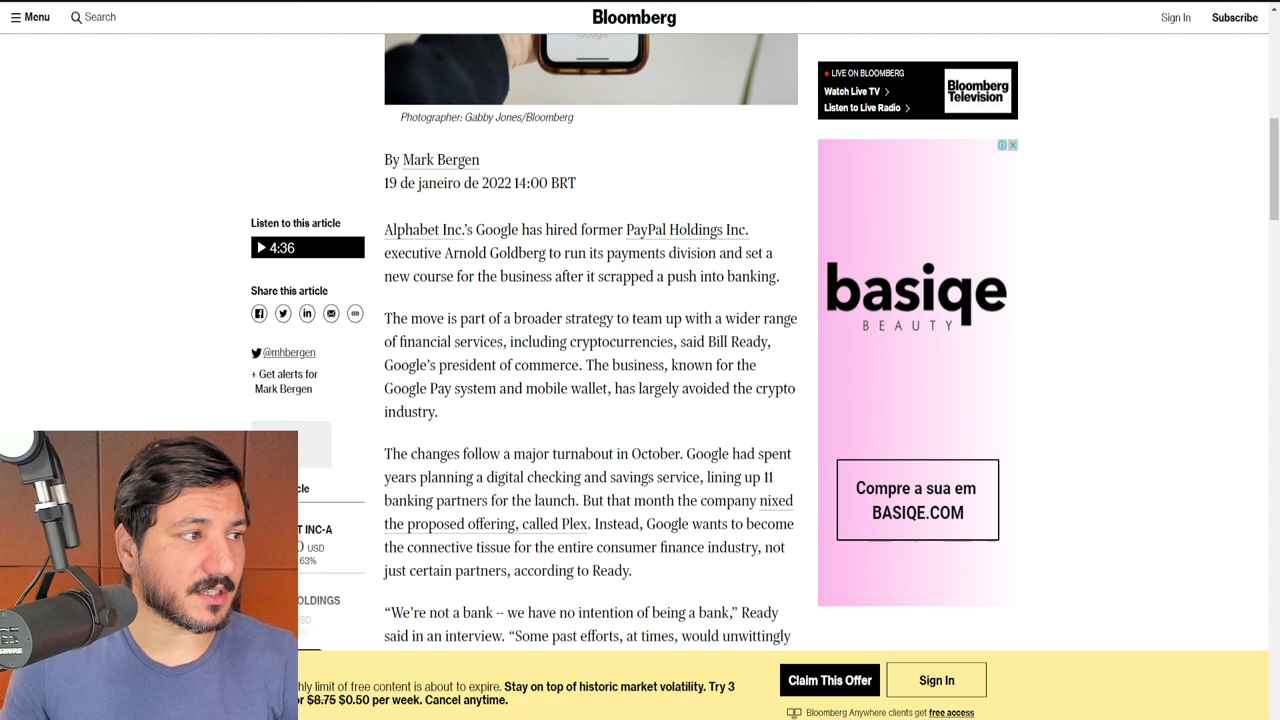 Menu
Search
Bloomberg
Sign In
Subscribe
Google
Photographer: Gabby Jones/Bloomberg
By Mark Bergen
19 de janeiro de 2022 14:00 BRT
Listen to this article
4:36
Share this article
@mhbergen
+ Get alerts for
Mark Bergen
Alphabet Inc.'s Google has hired former PayPal Holdings Inc.
executive Arnold Goldberg to run its payments division and set a
new course for the business after it scrapped a push into banking.
The move is part of a broader strategy to team up with a wider range
of financial services, including cryptocurrencies, said Bill Ready,
Google's president of commerce. The business, known for the
Google Pay system and mobile wallet, has largely avoided the crypto
industry.
The changes follow a major turnabout in October. Google had spent
years planning a digital checking and savings service, lining up 11
banking partners for the launch. But that month the company nixed
the proposed offering, called Plex. Instead, Google wants to become
the connective tissue for the entire consumer finance industry, not
just certain partners, according to Ready.
“We're not a bank -- we have no intention of being a bank,” Ready
said in an interview. “Some past efforts, at times, would unwittingly
LIVE ON BLOOMBERG
Watch Live TV
Listen to Live Radio
Bloomberg
Television
basiqe
BEAUTY
Compre a sua em
BASIQE.COM
INC-A
USD
.63%
OLDINGS
SHURE
limit of free content is about to expire. Stay on top of historic market volatility. Try 3
$8.75 $0.50 per week. Cancel anytime.
Claim This Offer
Sign In
Bloomberg Anywhere clients get free access